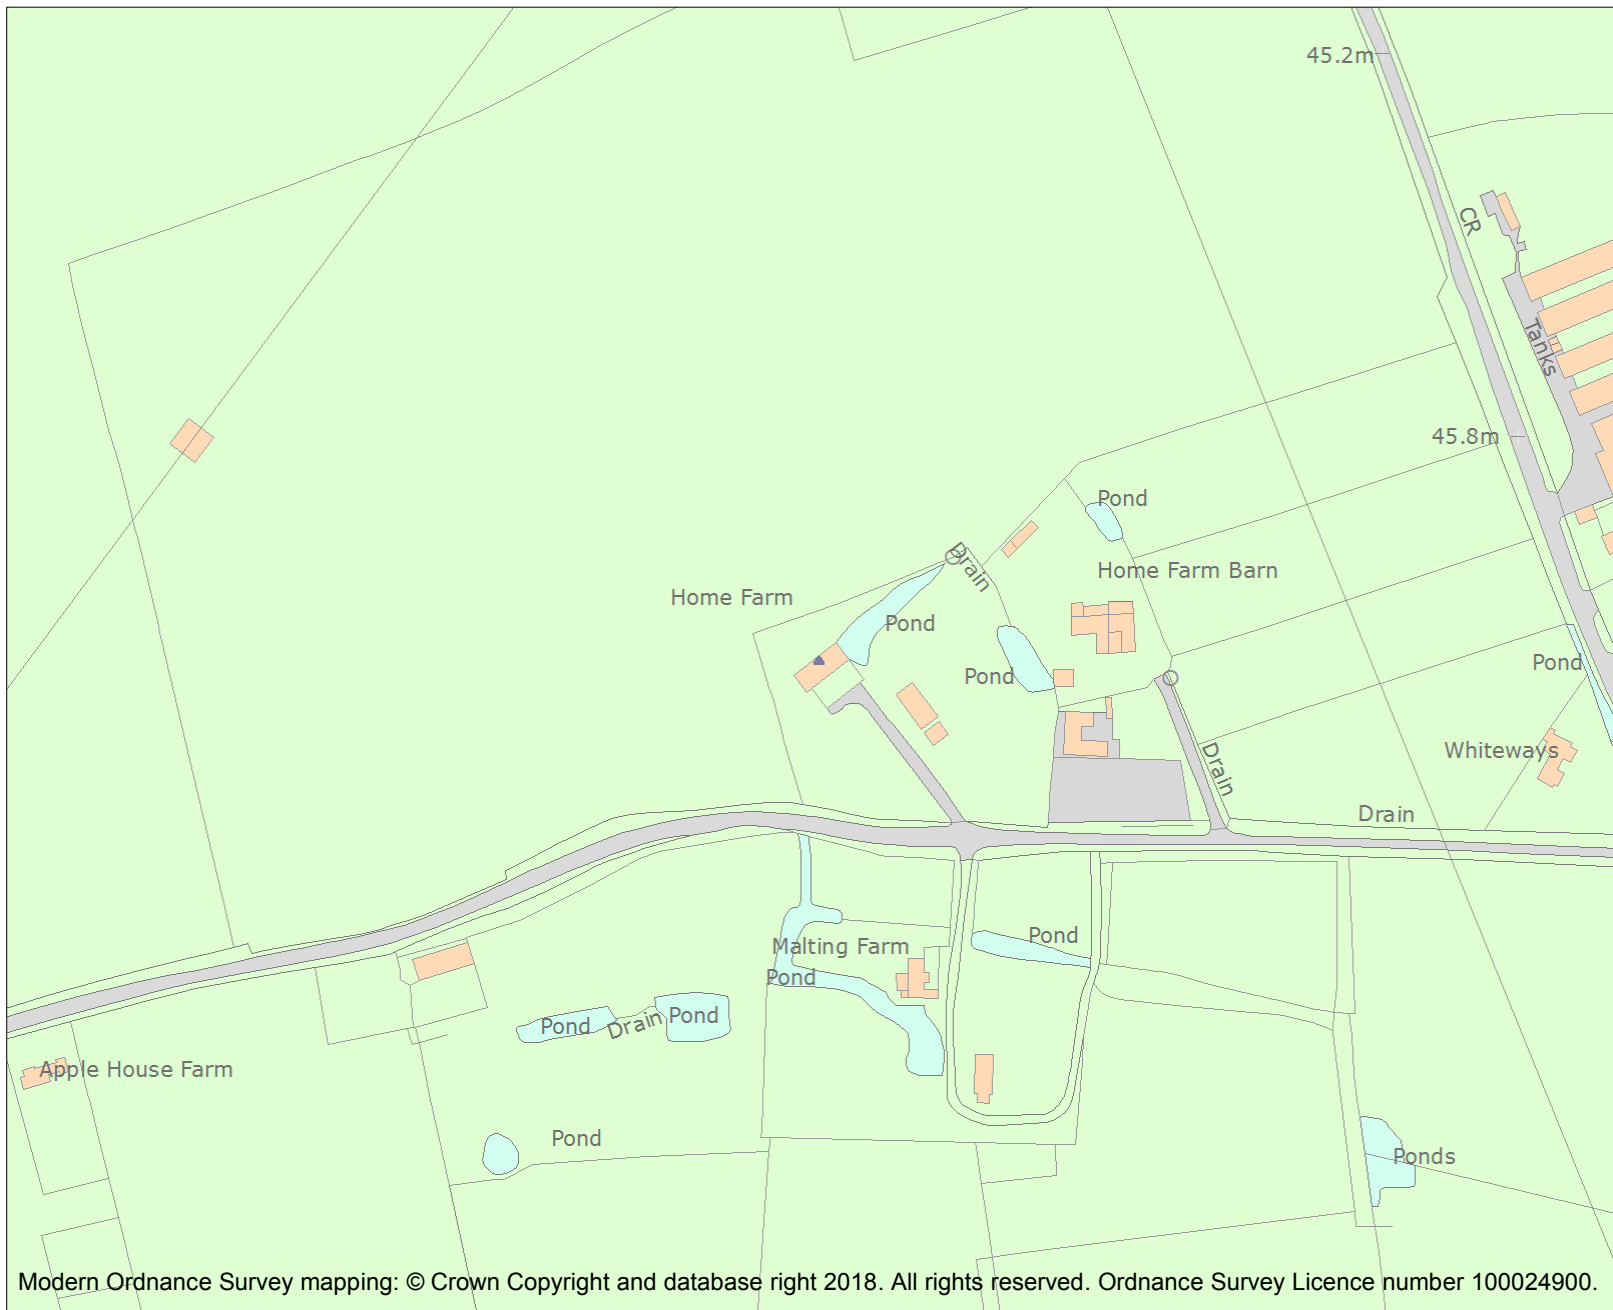 45.2m
CR
Tanks
45.8m
Pond
Drain
Home Farm Barn
Home Farm
Pond
Pond
Pond
Whiteways
Drain
Drain
Pond
Malting Farm
Pond
Pond
Drain
Pond
Apple House Farm
Pond
Ponds
Modern Ordnance Survey mapping: © Crown Copyright and database right 2018. All rights reserved. Ordnance Survey Licence number 100024900.